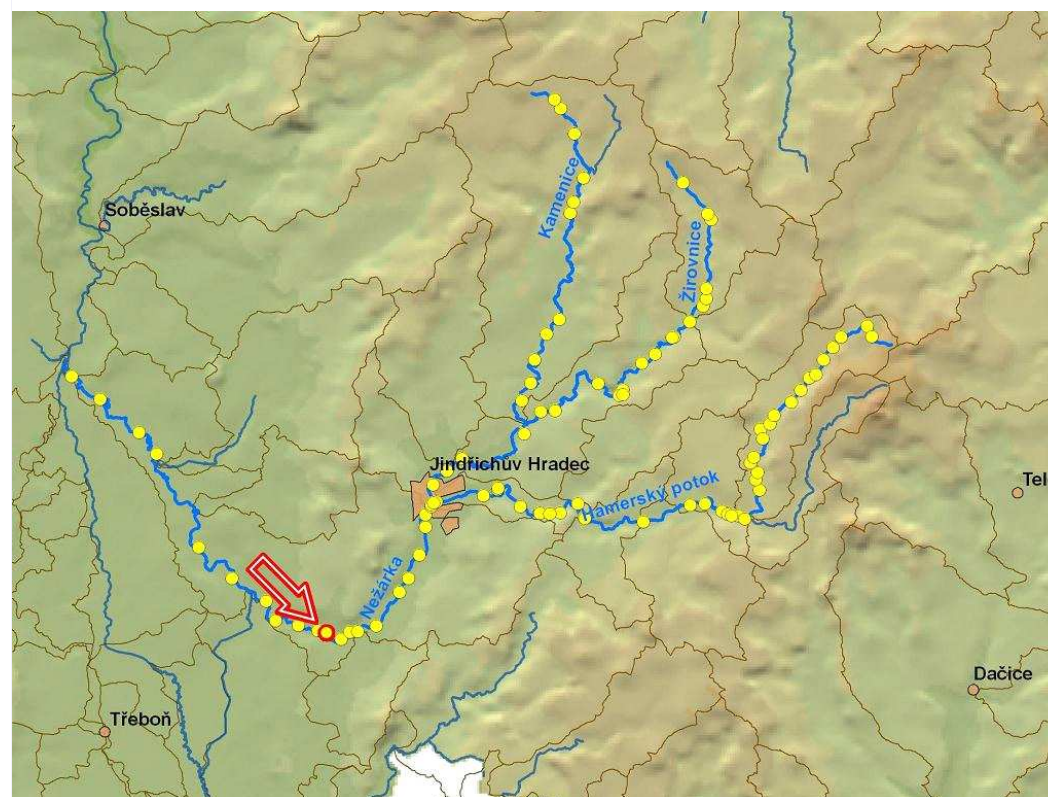 Kamenice
Soběslav
Žirovnice
Jindřichův Hradec
Tel
Hamerský potok
Nežárka
Dačice
Třeboň